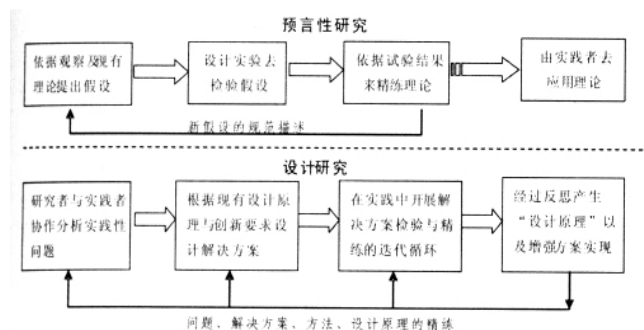 预言性研究
依据观察及现有
理论提出假设
设计实验去
检验假设
依据试验结果
来精练理论
由实践者去
应用理论
新假设的规范描述
设计研究
研究者与实践者
协作分析实践性
问题
根据现有设计原
理与创新要求设
计解决方案
在实践中开展解
决方案检验与精
练的迭代循环
经过反思产生
“设计原理”以
及增强方案实现
问题、解决方案、方法、设计原理的精练